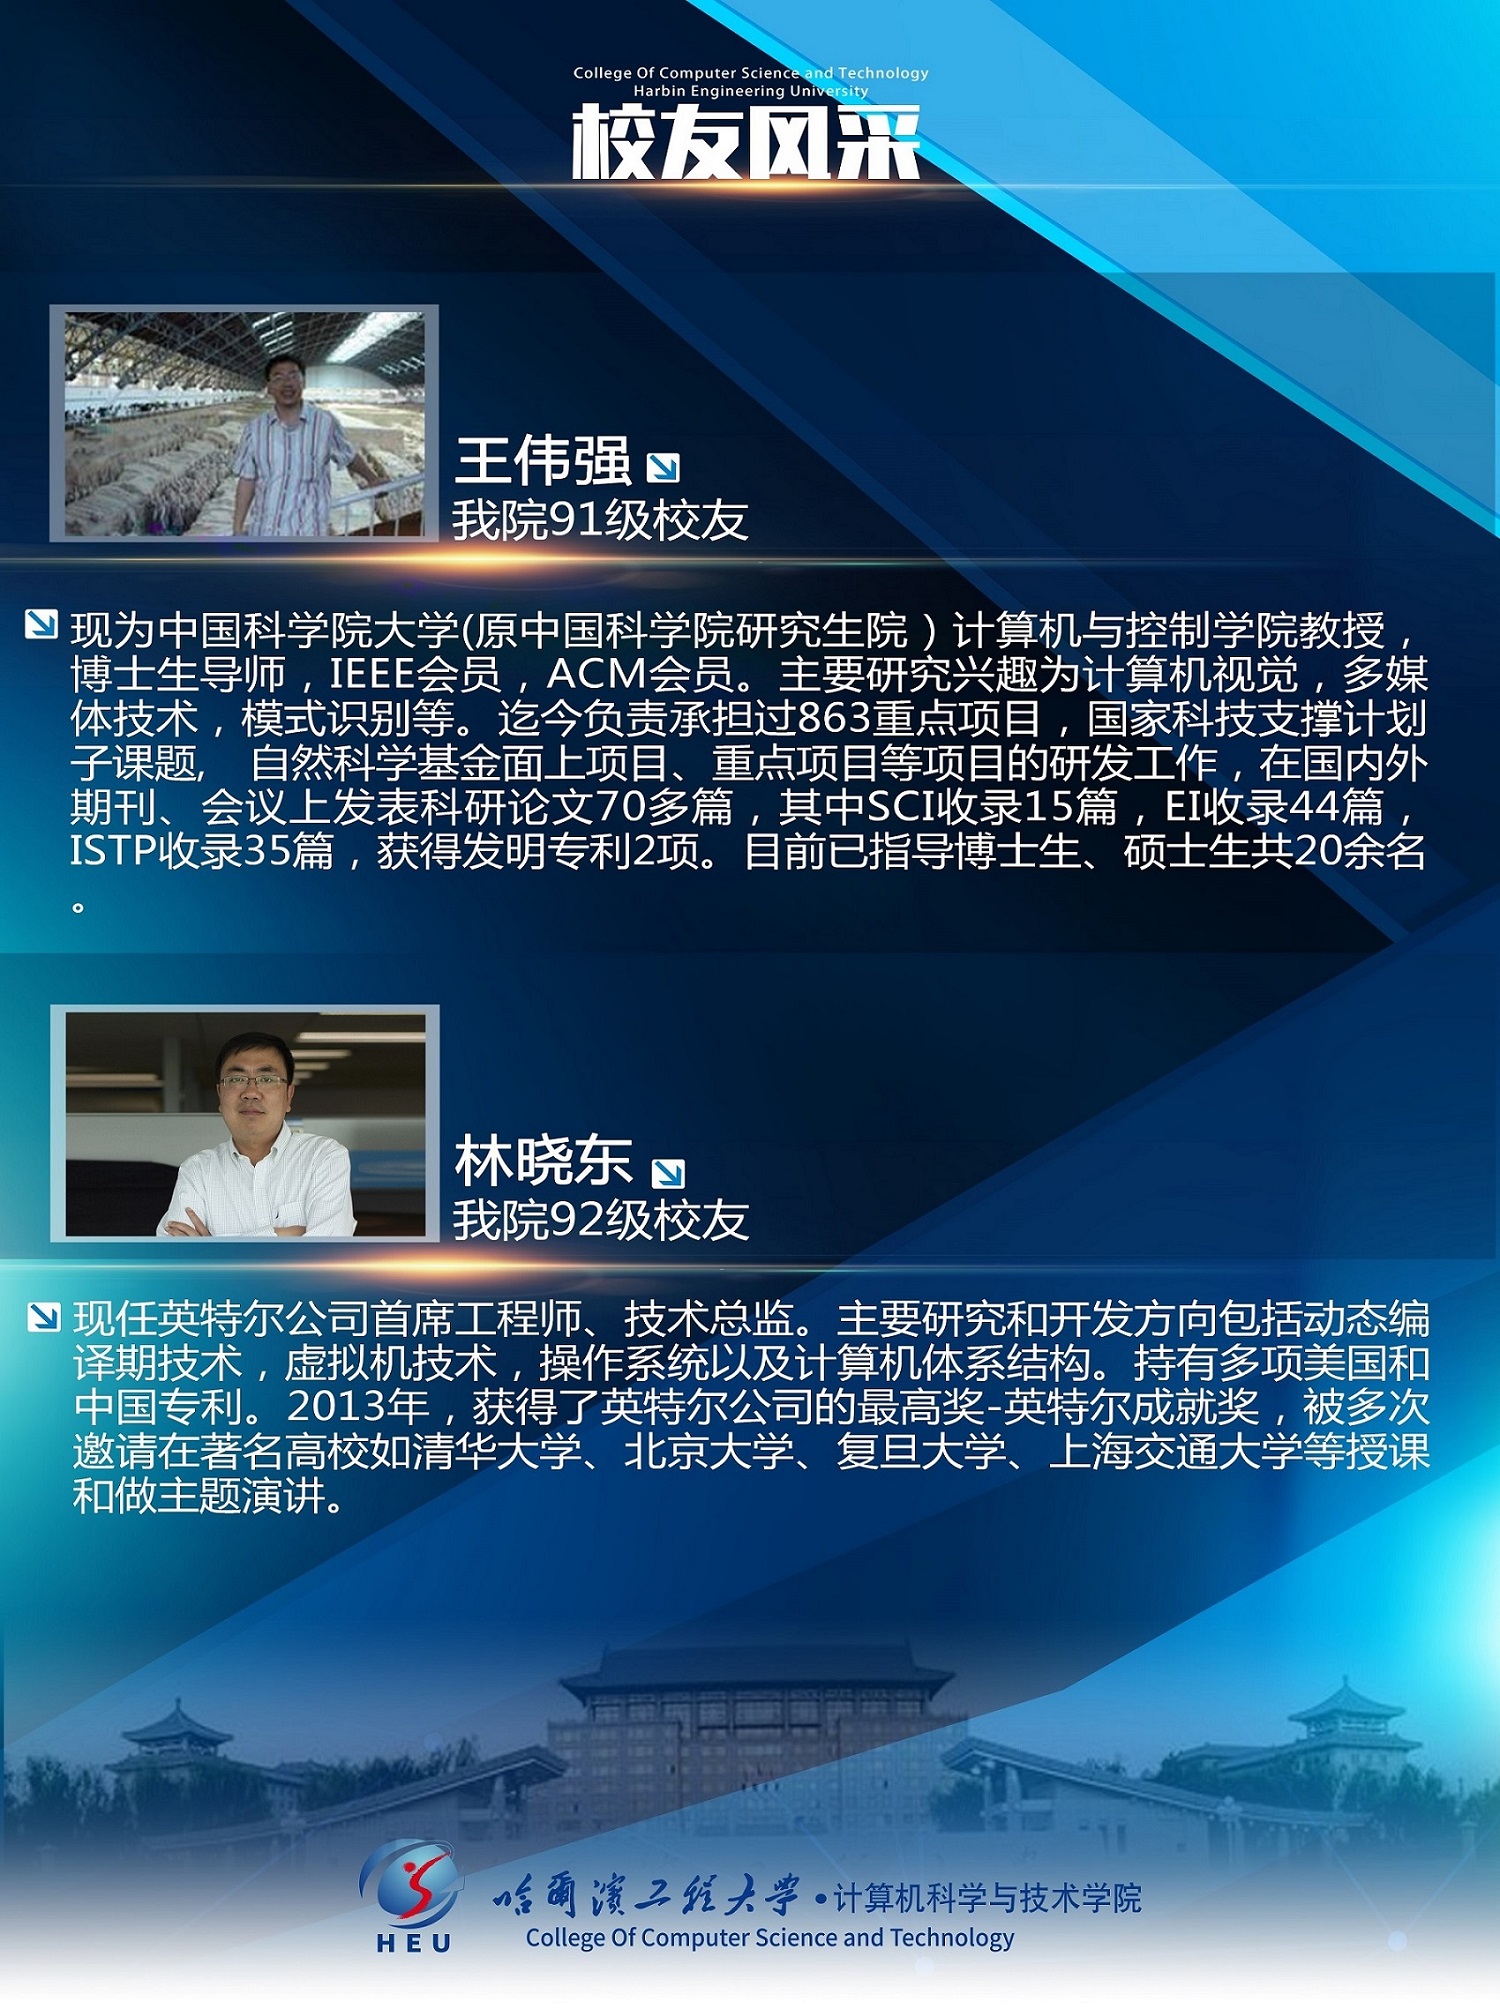 College Of Computer Science and Technology
Harbin Engineering University
校友风采
王伟强
我院91级校友
现为中国科学院大学(原中国科学院研究生院）计算机与控制学院教授，
博士生导师，IEEE会员，ACM会员。主要研究兴趣为计算机视觉，多媒
体技术，模式识别等。迄今负责承担过863重点项目，国家科技支撑计划
子课题,　自然科学基金面上项目、重点项目等项目的研发工作，在国内外
期刊、会议上发表科研论文70多篇，其中SCI收录15篇，EI收录44篇，
ISTP收录35篇，获得发明专利2项。目前已指导博士生、硕士生共20余名
。
林晓东
我院92级校友
现任英特尔公司首席工程师、技术总监。主要研究和开发方向包括动态编
译期技术，虚拟机技术，操作系统以及计算机体系结构。持有多项美国和
中国专利。2013年，获得了英特尔公司的最高奖-英特尔成就奖，被多次
邀请在著名高校如清华大学、北京大学、复旦大学、上海交通大学等授课
和做主题演讲。
哈尔滨工程大学·计算机科学与技术学院
HEU College Of Computer Science and Technology